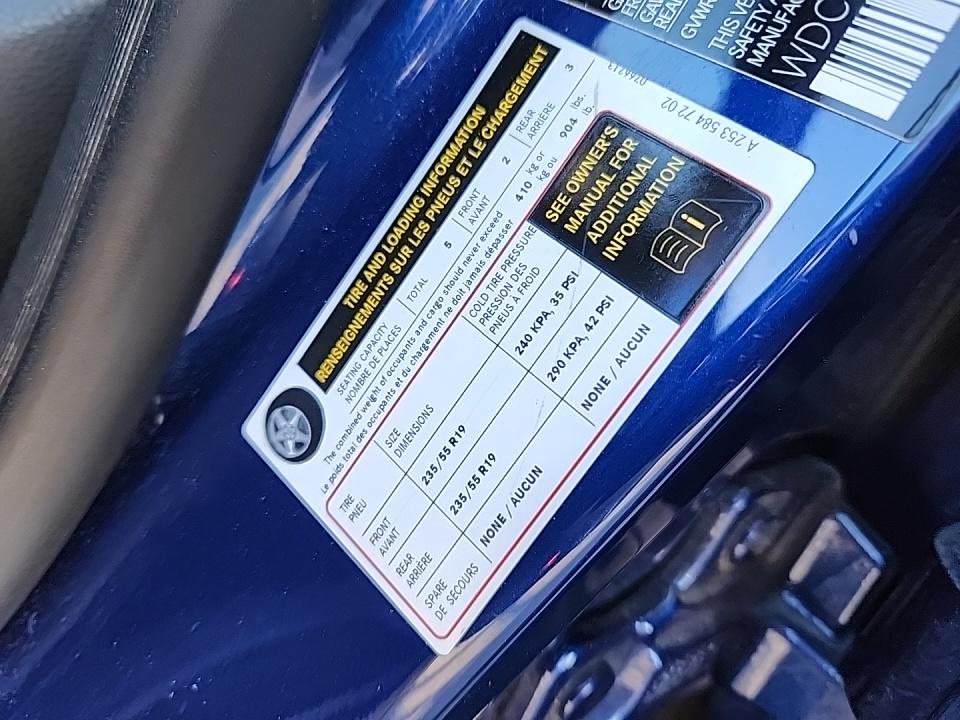 TIRE AND LOADING INFORMATION
RENSEIGNEMENTS SUR LES PNEUS ET LE CHARGEMENT
SEATING CAPACITY
NOMBRE DE PLACES
TOTAL 5
FRONT
AVANT
2
REAR
ARRIÈRE
3
The combined weight of occupants and cargo should never exceed 410 kg or 904 lbs.
Le poids total des occupants et du chargement ne doit jamais dépasser kg ou lb.
TIRE
PNEU
SIZE
DIMENSIONS
COLD TIRE PRESSURE
PRESSION DES
PNEUS À FROID
FRONT
AVANT
235/55 R19
240 KPA, 35 PSI
REAR
ARRIÈRE
235/55 R19
290 KPA, 42 PSI
SPARE
DE SECOURS
NONE / AUCUN
NONE / AUCUN
SEE OWNER'S
MANUAL FOR
ADDITIONAL
INFORMATION
A 253 584 72 02
GVWR
THIS VE
SAFETY A
MANUFAC
WDC